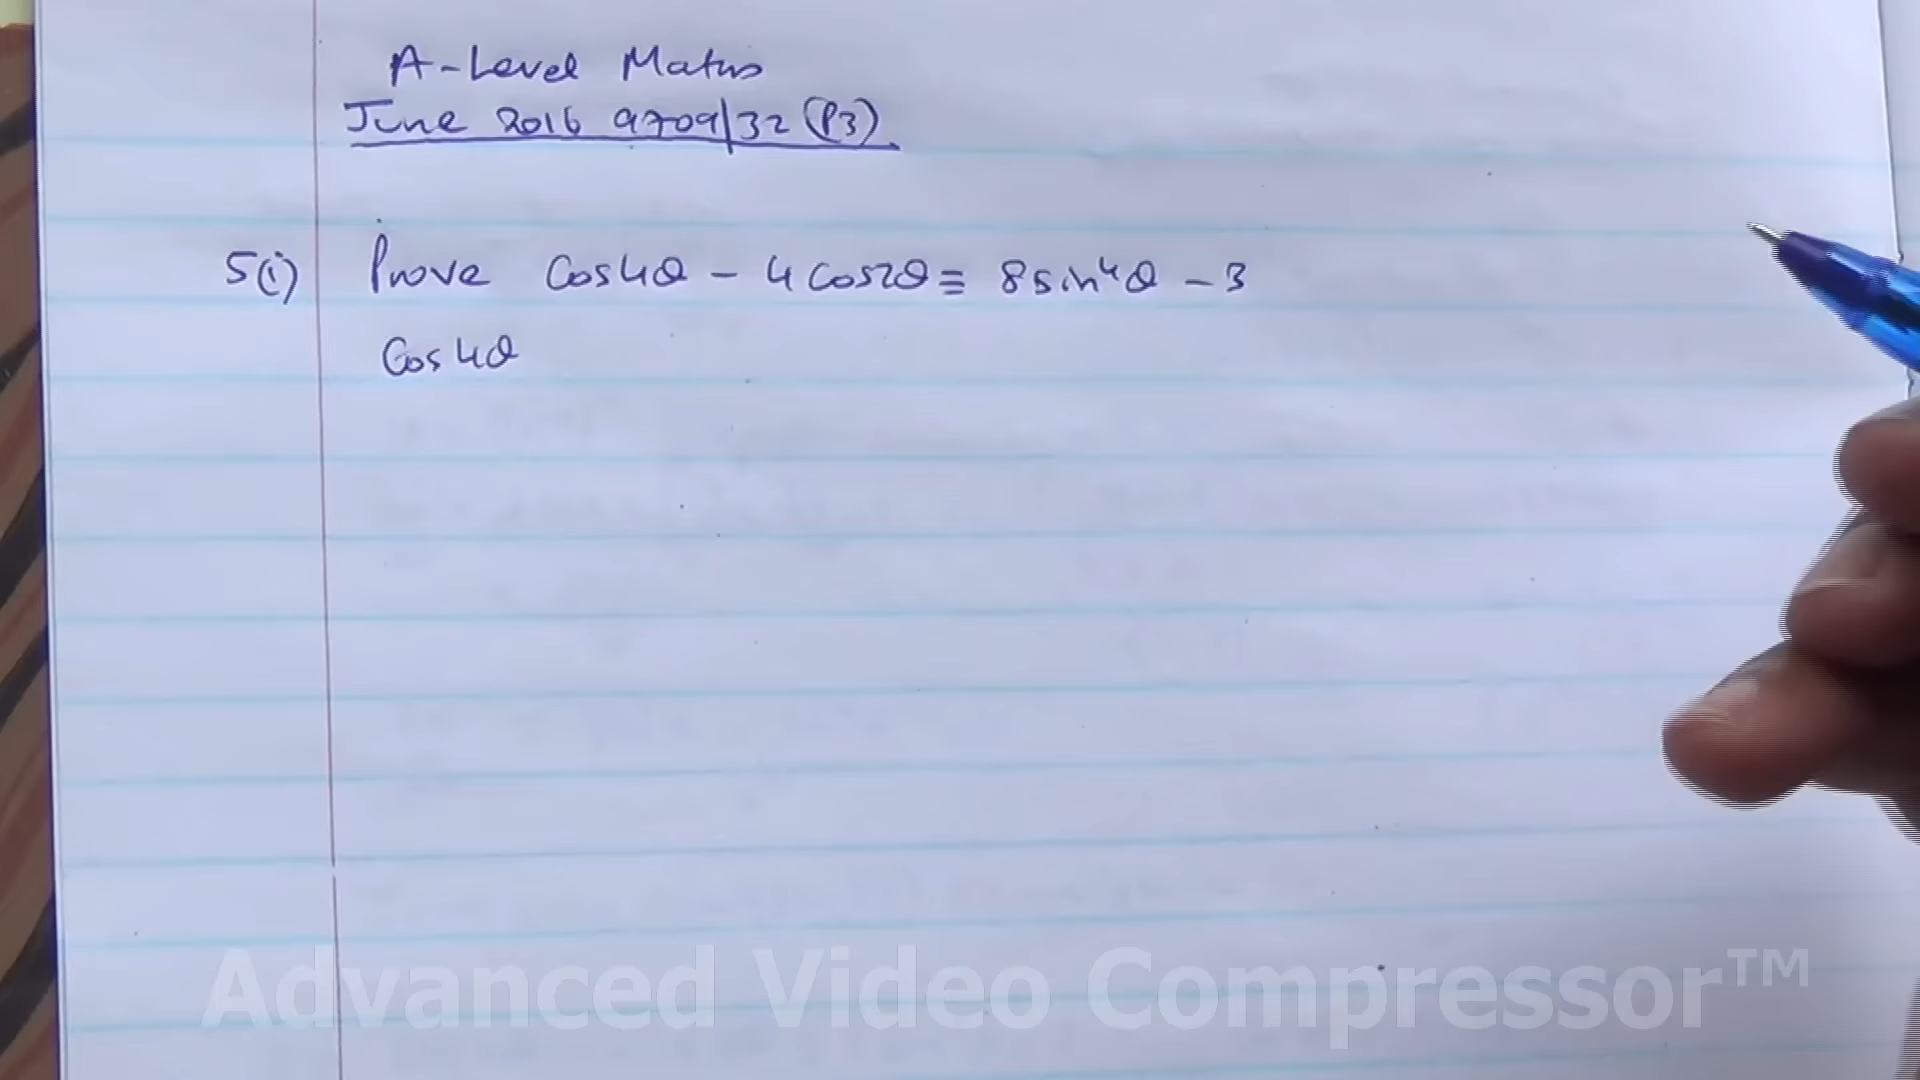 A-Level Maths
June 2016 9709/32 (P3)
5(i) Prove Cos4θ - 4Cos2θ ≡ 8sin⁴θ - 3
Cos4θ
Advanced Video Compressor™